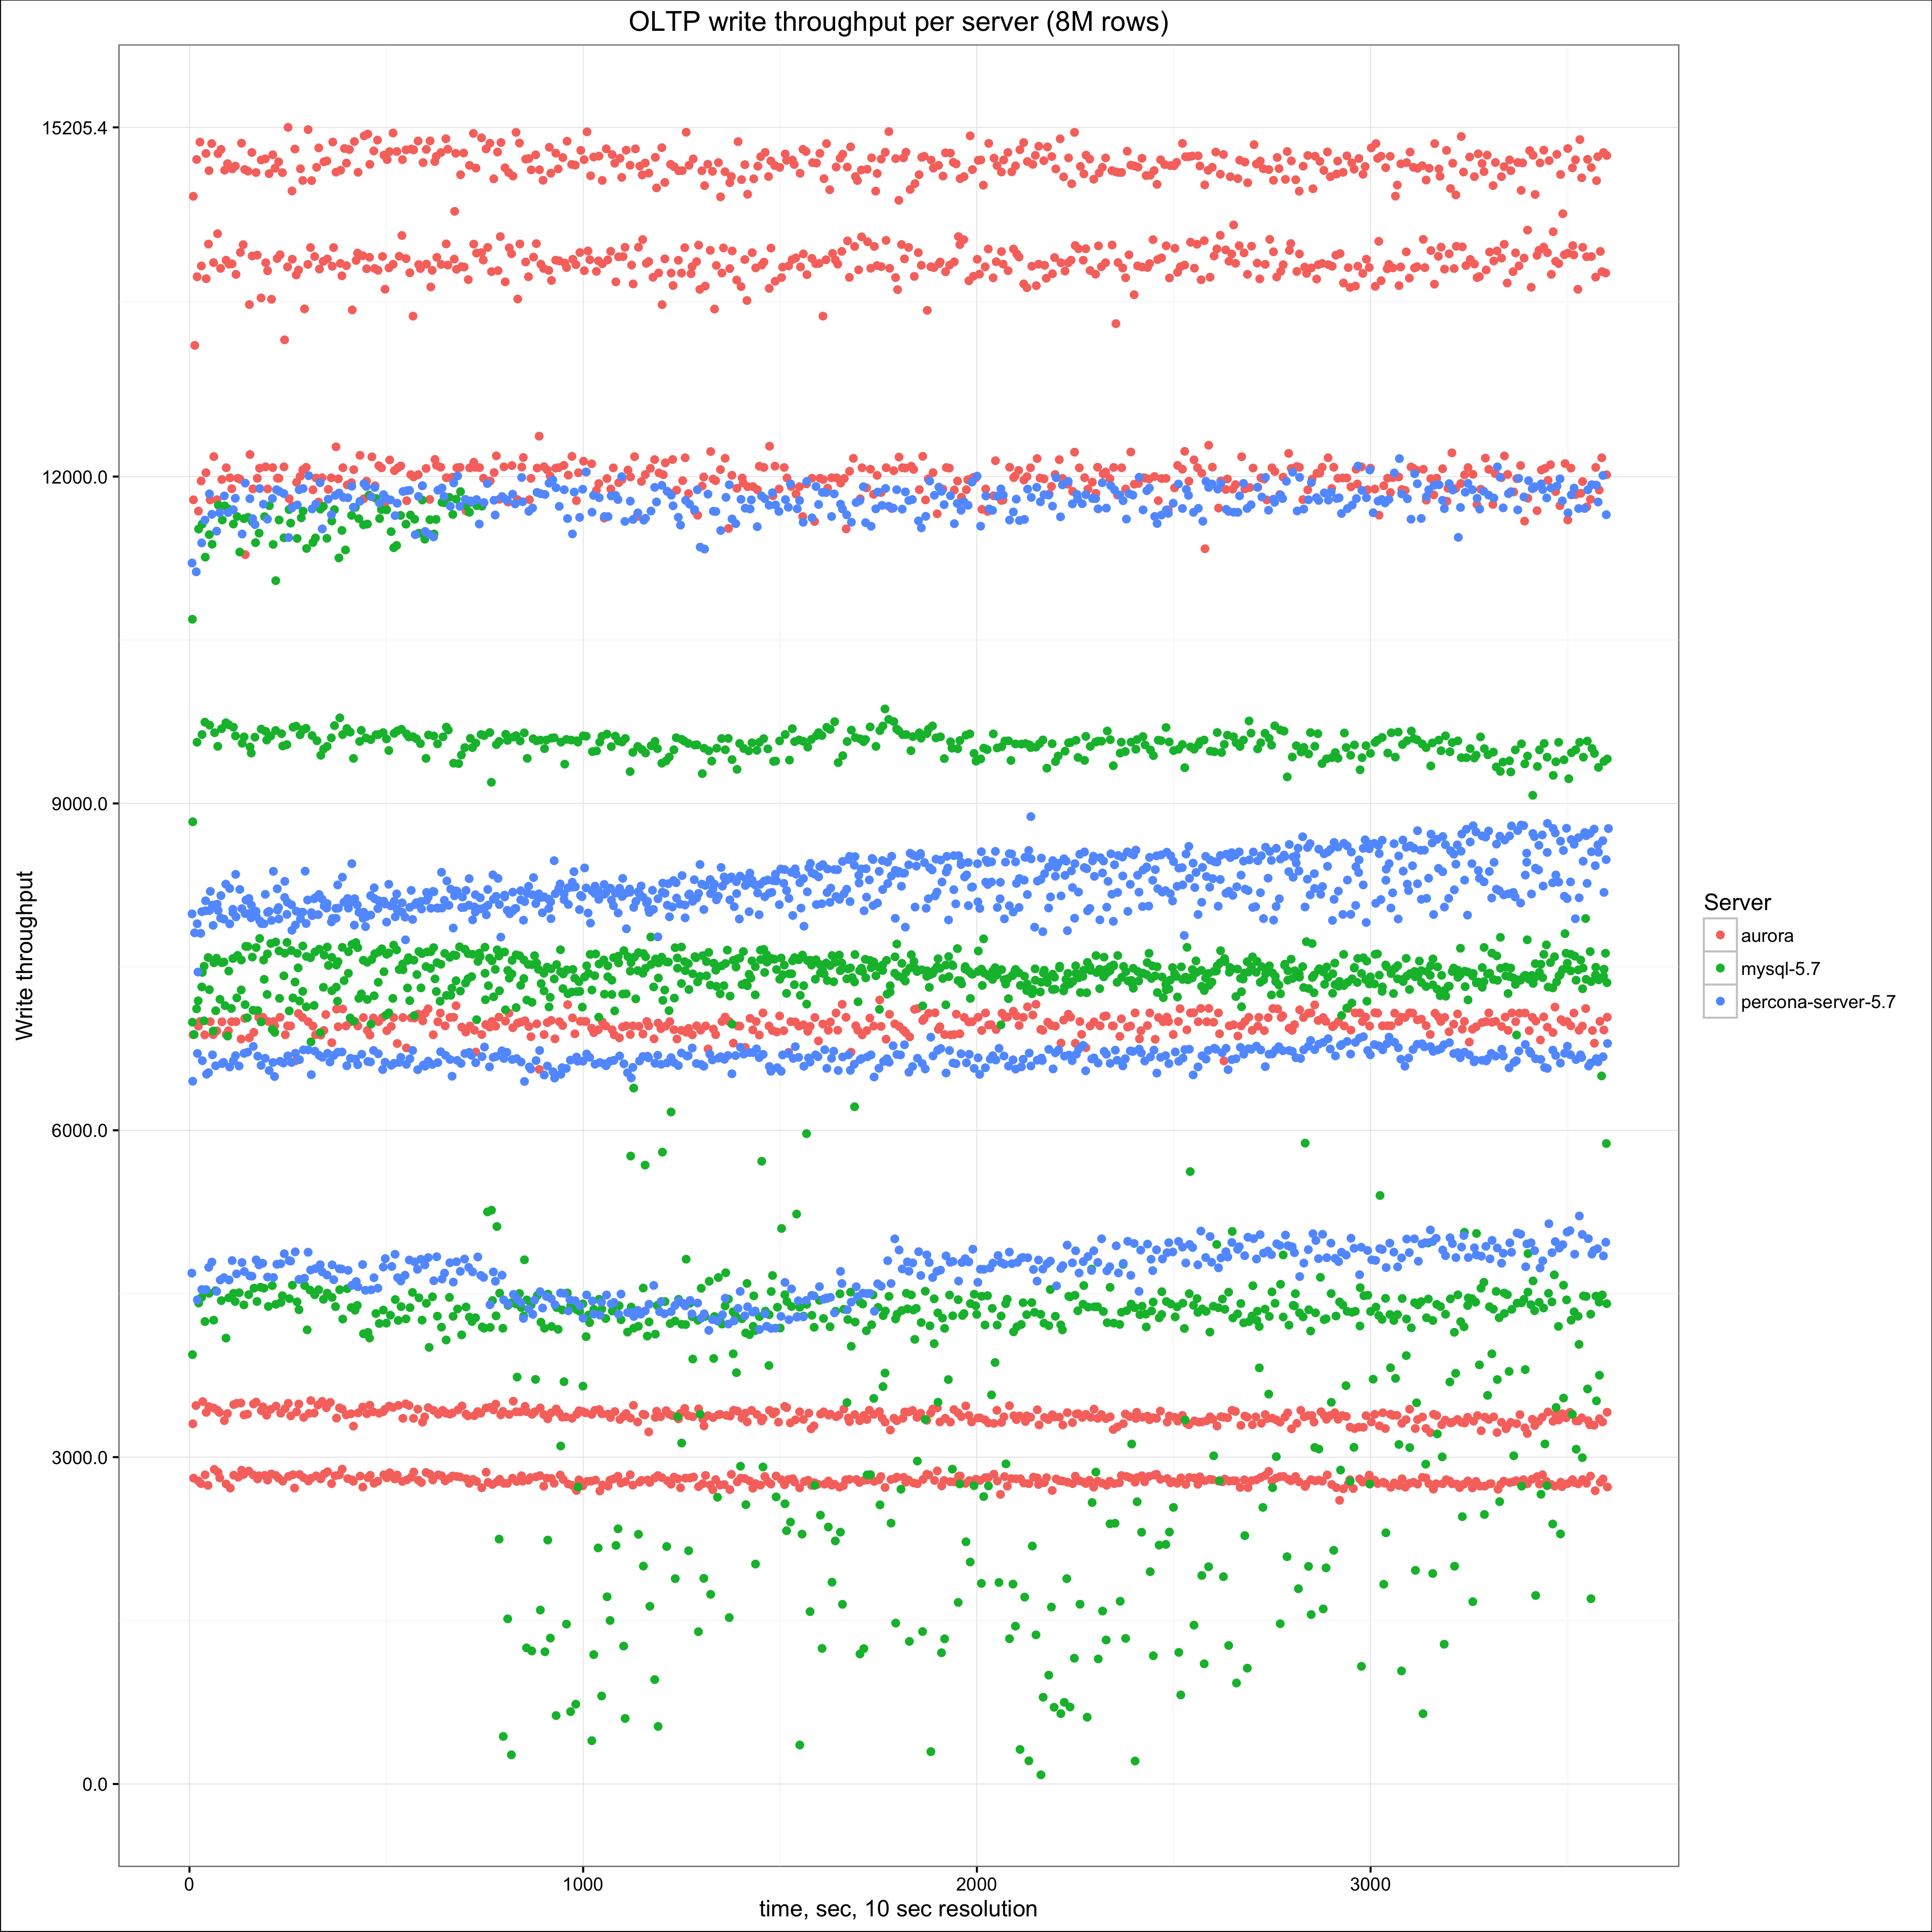 OLTP write throughput per server (8M rows)
15205.4
12000.0
9000.0
6000.0
3000.0
0.0
Write throughput
0 1000 2000 3000
time, sec, 10 sec resolution
Server
aurora
mysql-5.7
percona-server-5.7